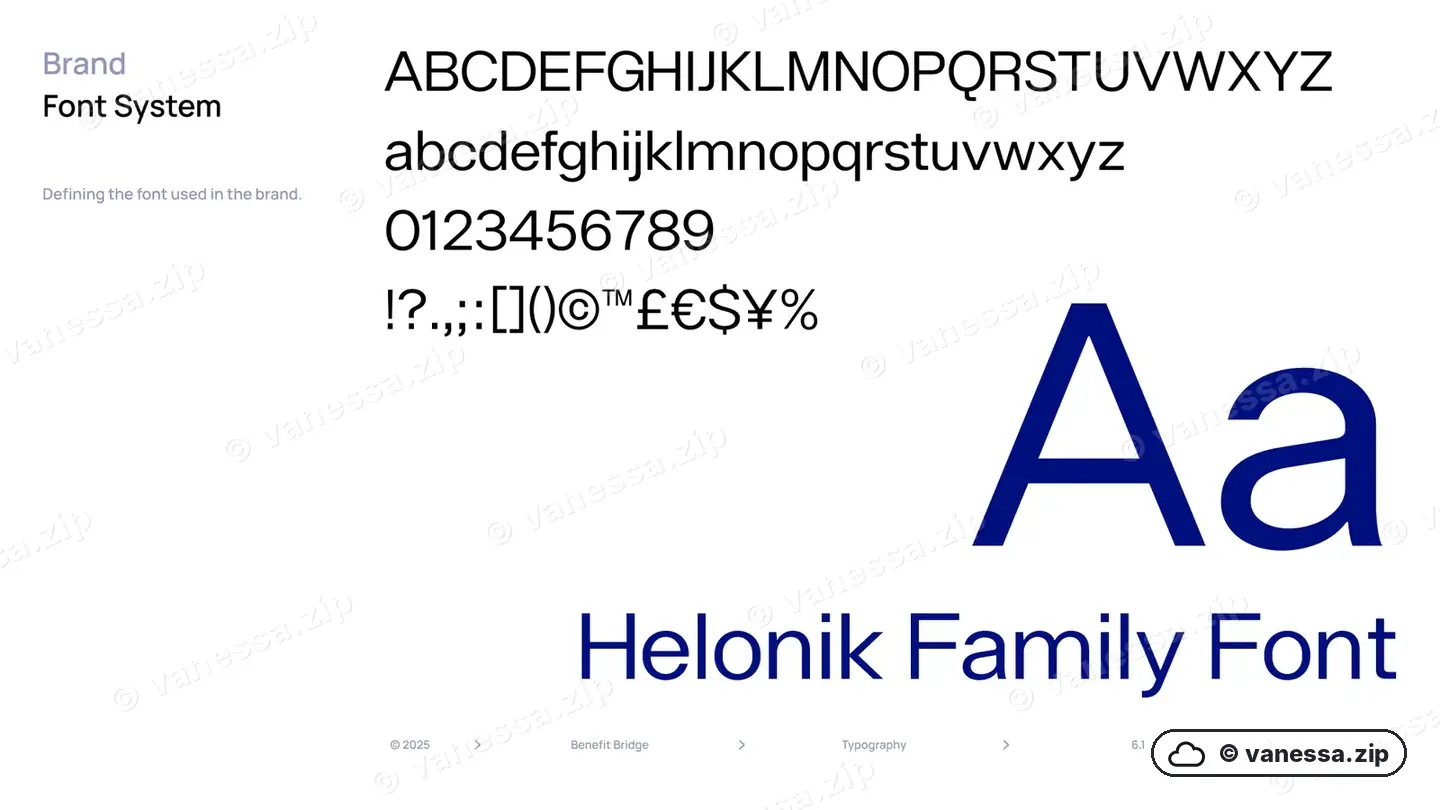 Brand
Font System
Defining the font used in the brand.
ABCDEFGHIJKLMNOPQRSTUVWXYZ
abcdefghijklmnopqrstuvwxyz
0123456789
!?.,;:[]()©™£€$¥%
Aa
Helonik Family Font
© 2025 > Benefit Bridge > Typography > 6.1
© vanessa.zip